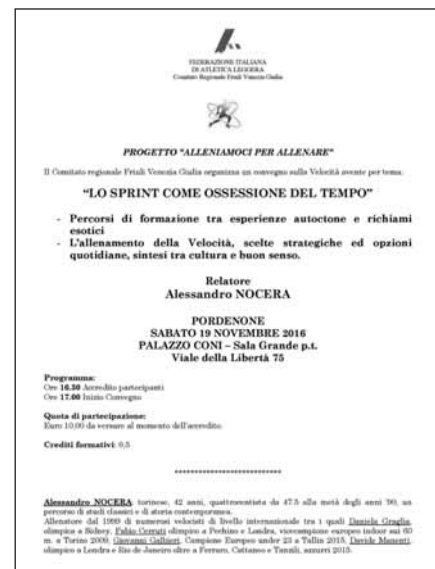 FEDERAZIONE ITALIANA
DI ATLETICA LEGGERA
Comitato Regionale Friuli Venezia Giulia
PROGETTO "ALLENIAMOCI PER ALLENARE"
Il Comitato regionale Friuli Venezia Giulia organizza un convegno sulla Velocità avente per tema:
"LO SPRINT COME OSSESSIONE DEL TEMPO"
- Percorsi di formazione tra esperienze autoctone e richiami
esotici
- L'allenamento della Velocità, scelte strategiche ed opzioni
quotidiane, sintesi tra cultura e buon senso.
Relatore
Alessandro NOCERA
PORDENONE
SABATO 19 NOVEMBRE 2016
PALAZZO CONI – Sala Grande p.t.
Viale della Libertà 75
Programma:
Ore 16.30 Accredito partecipanti
Ore 17.00 Inizio Convegno
Quota di partecipazione:
Euro 10,00 da versare al momento dell'accredito.
Crediti formativi: 0,5
***************************
Alessandro NOCERA, torinese, 42 anni, quattrocentista da 47.5 alla metà degli anni '90, un
percorso di studi classici e di storia contemporanea.
Allenatore dal 1999 di numerosi velocisti di livello internazionale tra i quali Daniela Graglia,
olimpica a Sidney, Fabio Cerutti olimpico a Pechino e Londra, vicecampione europeo indoor sui 60
m. a Torino 2009, Giovanni Galbieri, Campione Europeo under 23 a Tallin 2015, Davide Manenti,
olimpico a Londra e Rio de Janeiro oltre a Ferraro, Cattaneo e Tannili, azzurri 2015.